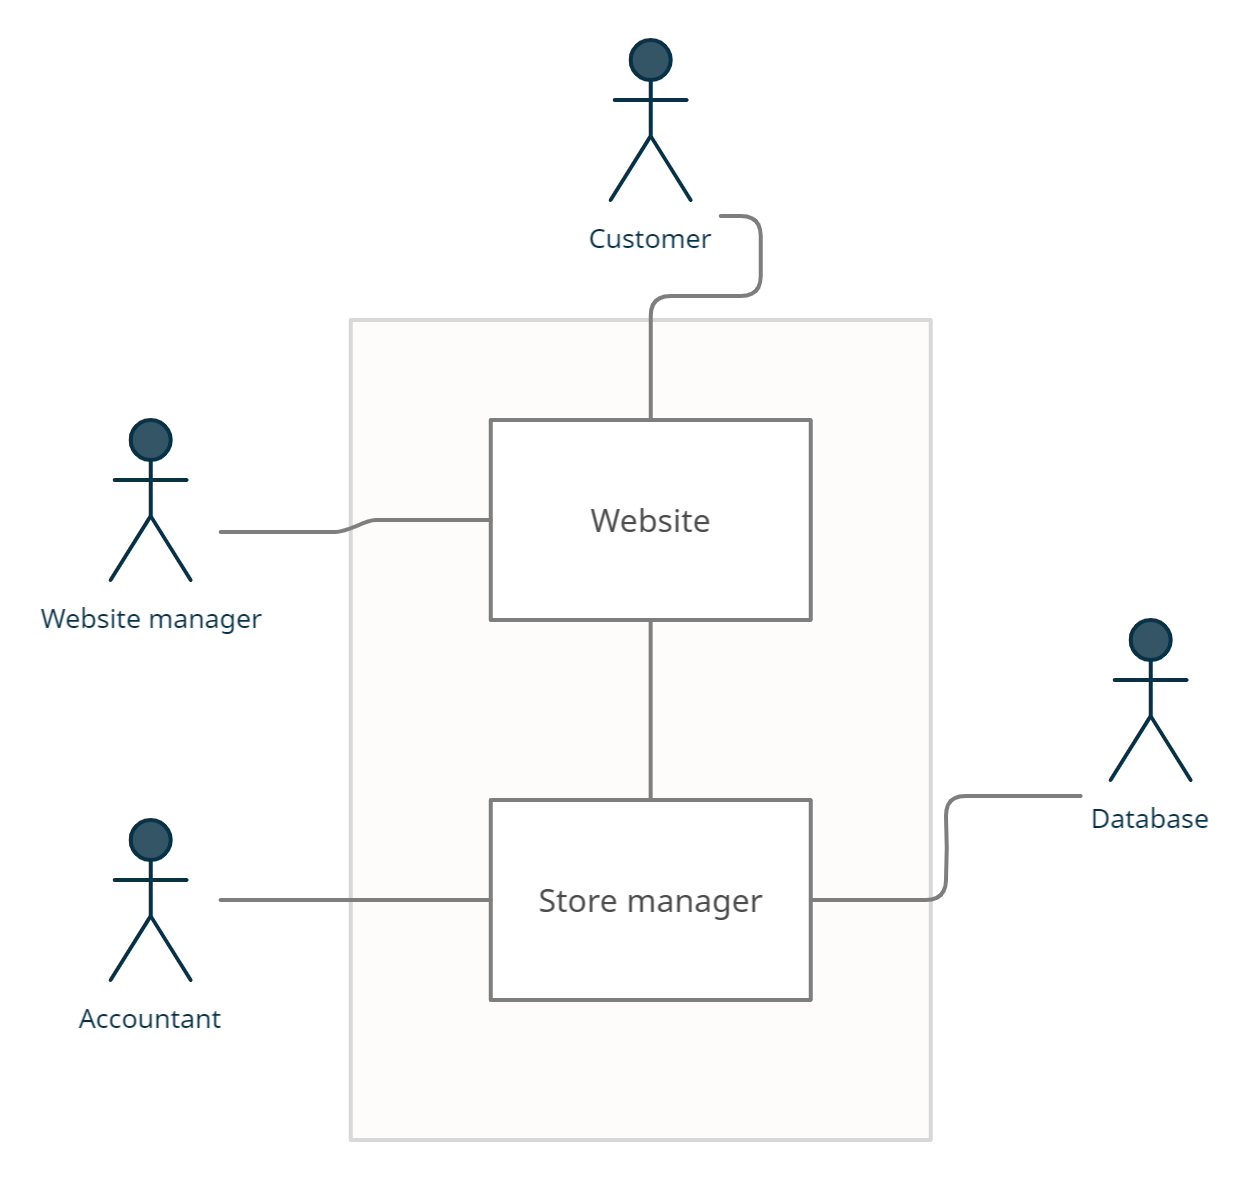 Customer
Website
Website manager
Database
Store manager
Accountant